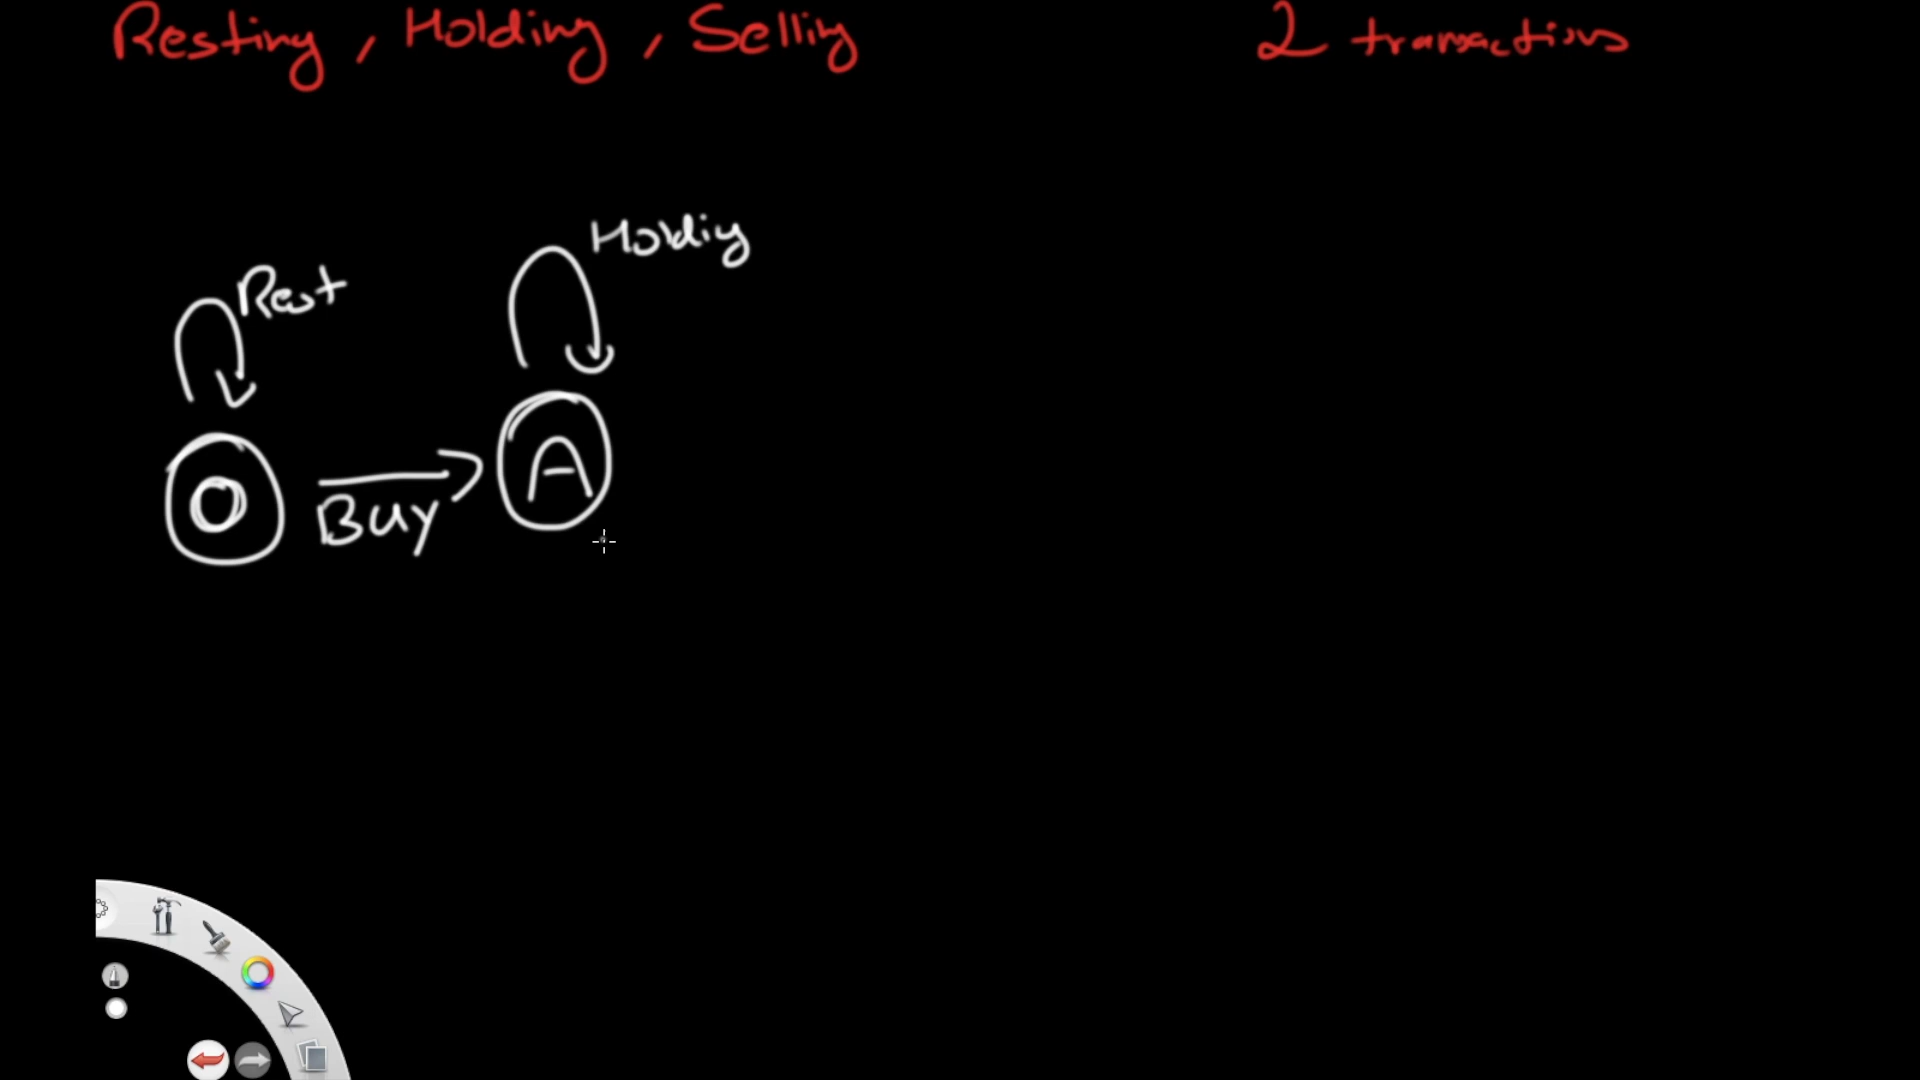 Resting, Holding, Selling
2 transactions
Holding
Rest
O
Buy
A